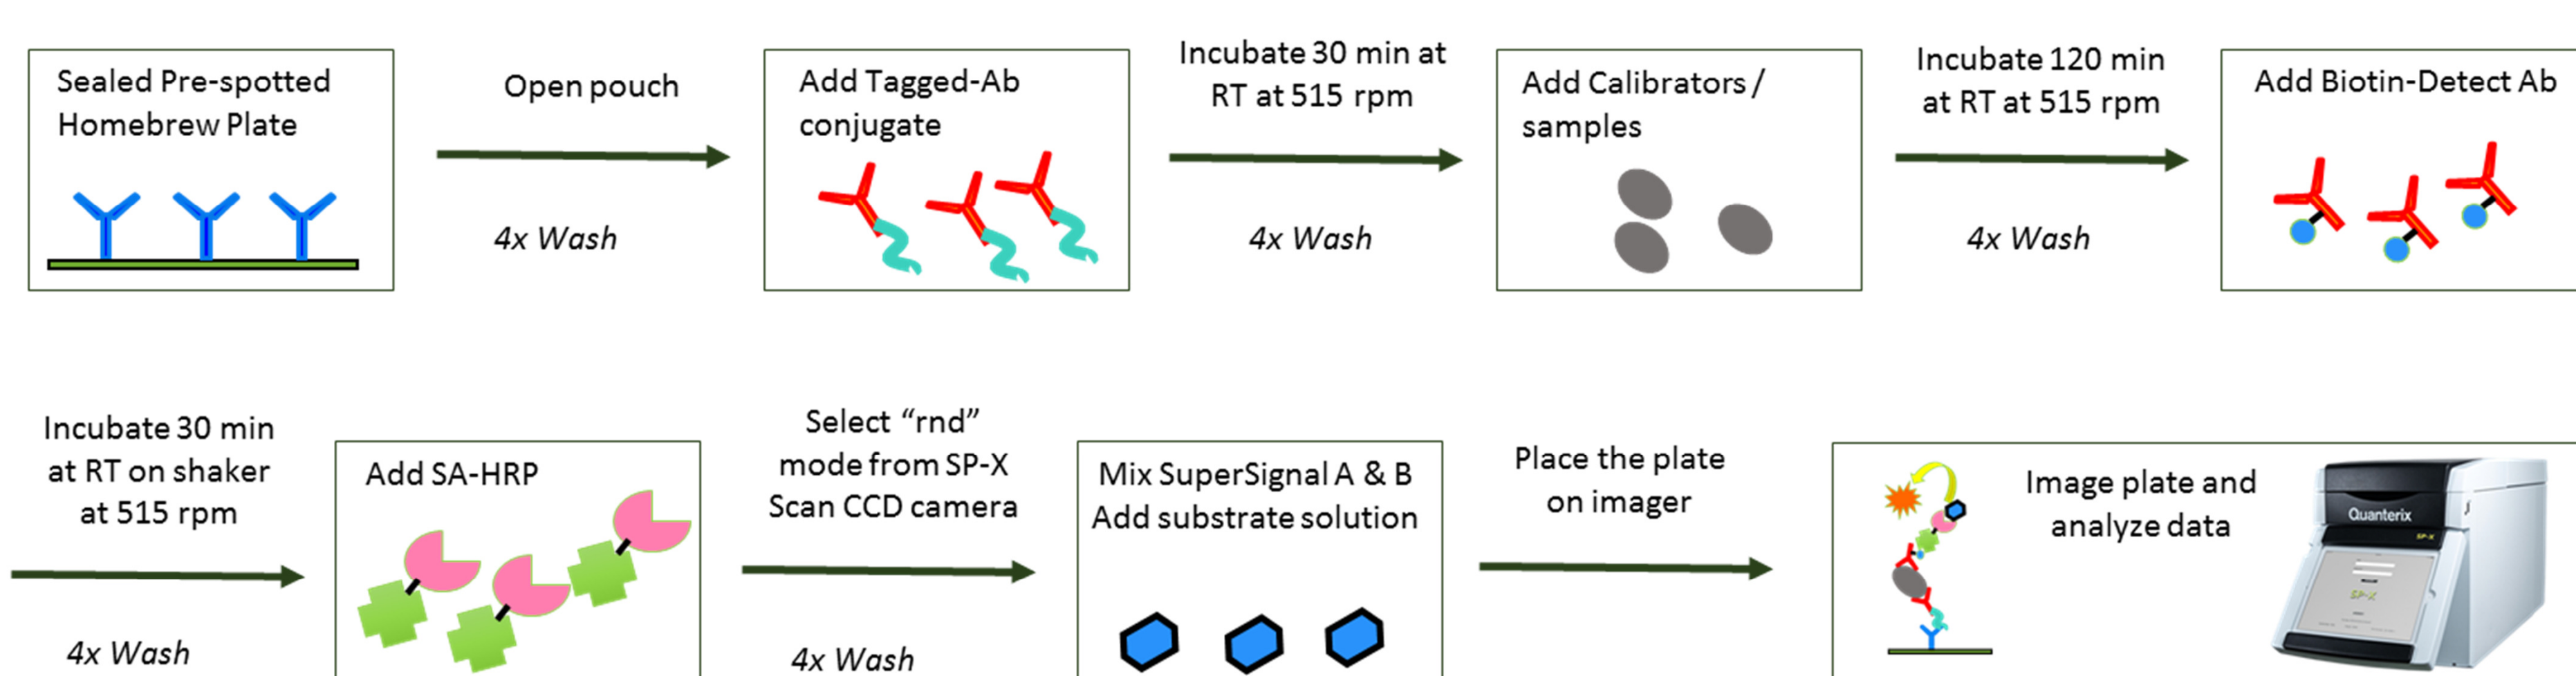 Sealed Pre-spotted
Homebrew Plate
Open pouch
4x Wash
Add Tagged-Ab
conjugate
Incubate 30 min at
RT at 515 rpm
4x Wash
Add Calibrators /
samples
Incubate 120 min
at RT at 515 rpm
4x Wash
Add Biotin-Detect Ab
Incubate 30 min
at RT on shaker
at 515 rpm
4x Wash
Add SA-HRP
Select “rnd”
mode from SP-X
Scan CCD camera
4x Wash
Mix SuperSignal A & B
Add substrate solution
Place the plate
on imager
Image plate and
analyze data
Quanterix
SP-X
SP-X